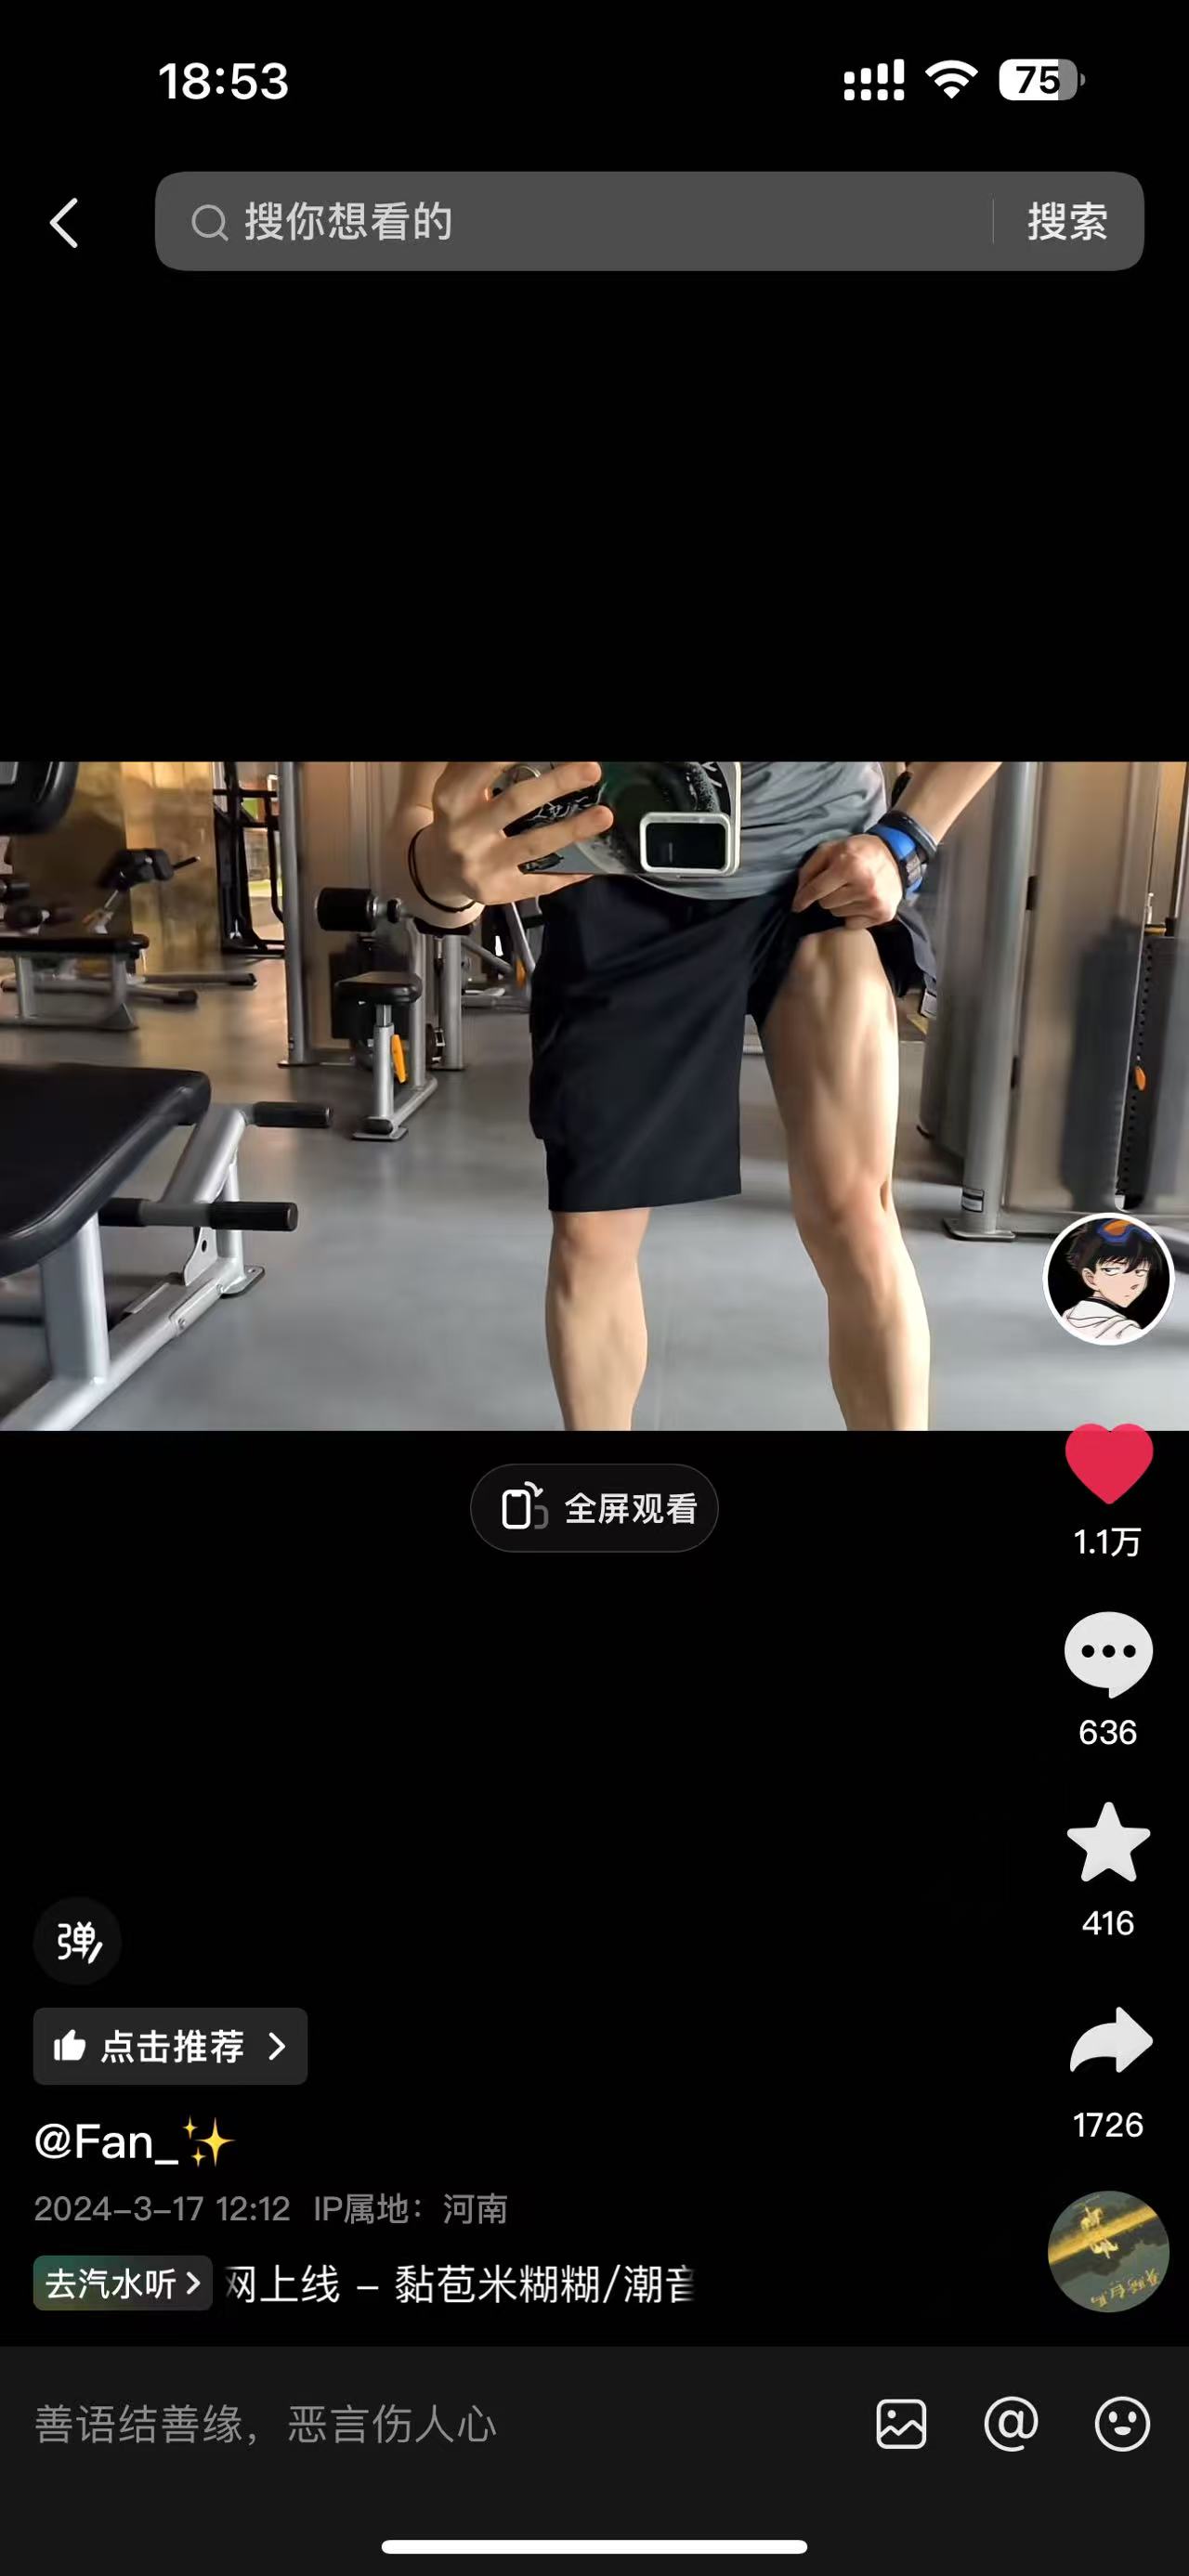 18:53
75
搜你想看的
搜索
全屏观看
1.1万
636
416
1726
弹
点击推荐
@Fan_✨
2024-3-17 12:12 IP属地：河南
去汽水听 网上线 - 黏苞米糊糊/潮音
善语结善缘，恶言伤人心